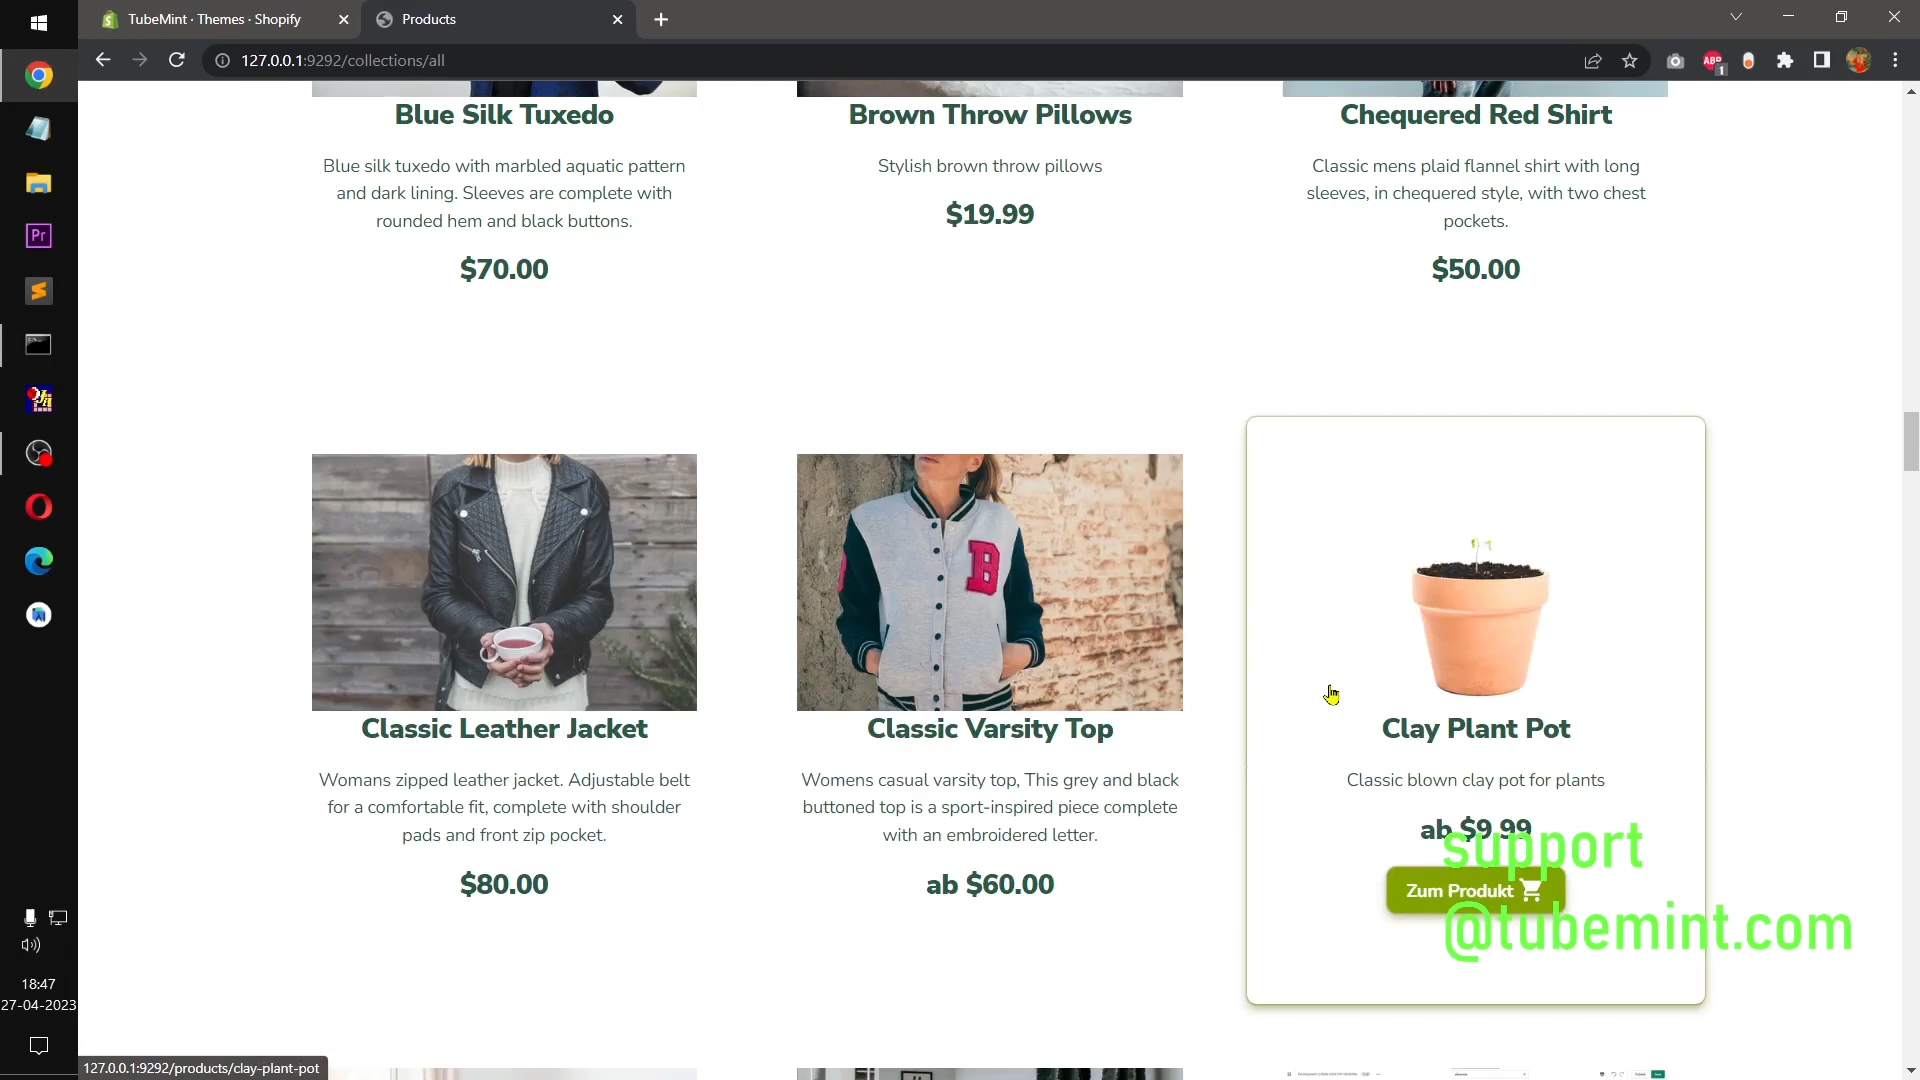 TubeMint · Themes · Shopify
Products
127.0.0.1:9292/collections/all
ABP
1
Pr
Blue Silk Tuxedo
Brown Throw Pillows
Chequered Red Shirt
Blue silk tuxedo with marbled aquatic pattern
and dark lining. Sleeves are complete with
rounded hem and black buttons.
$70.00
Stylish brown throw pillows
$19.99
Classic mens plaid flannel shirt with long
sleeves, in chequered style, with two chest
pockets.
$50.00
B
Classic Leather Jacket
Womans zipped leather jacket. Adjustable belt
for a comfortable fit, complete with shoulder
pads and front zip pocket.
$80.00
Classic Varsity Top
Womens casual varsity top, This grey and black
buttoned top is a sport-inspired piece complete
with an embroidered letter.
ab $60.00
Clay Plant Pot
Classic blown clay pot for plants
ab $9.99
Zum Produkt
support
@tubemint.com
18:47
27-04-2023
127.0.0.1:9292/products/clay-plant-pot